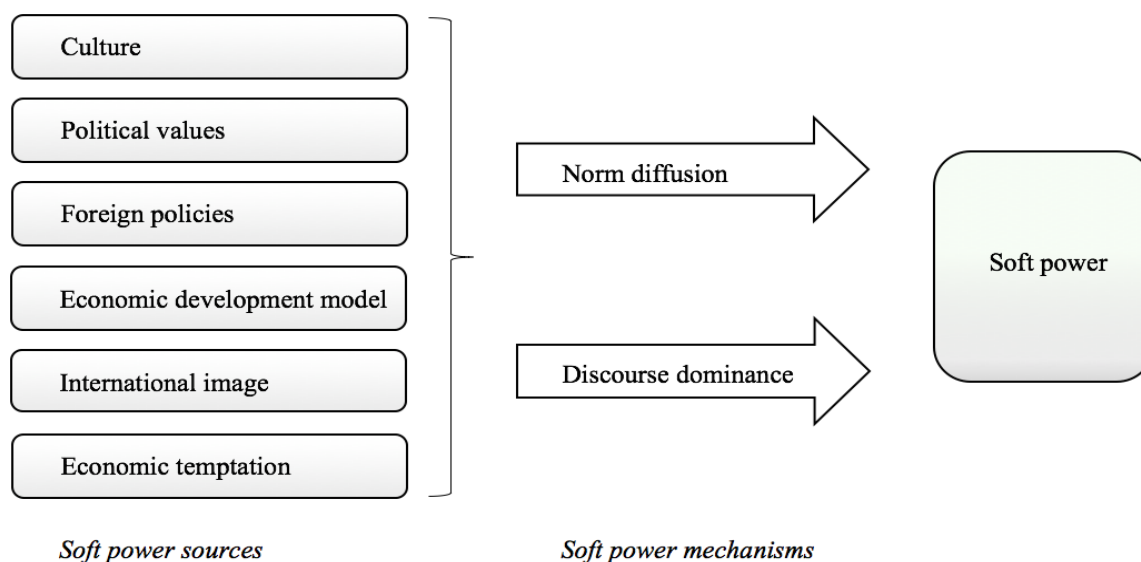 Culture
Political values
Foreign policies
Economic development model
International image
Economic temptation
Soft power sources
Norm diffusion
Discourse dominance
Soft power mechanisms
Soft power